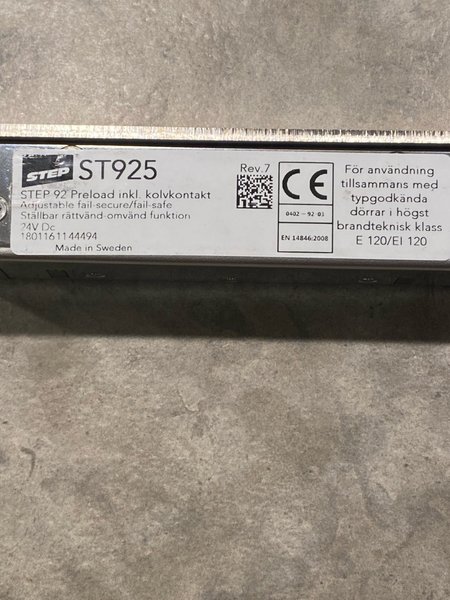 STEP
ST925
STEP 92 Preload inkl. kolvkontakt
Adjustable fail-secure/fail-safe
Ställbar rättvänd-omvänd funktion
24V Dc
1801161144494
Made in Sweden
Rev.7
CE
0402 - 92-03
EN 14846:2008
För användning
tillsammans med
typgodkända
dörrar i högst
brandteknisk klass
E 120/EI 120